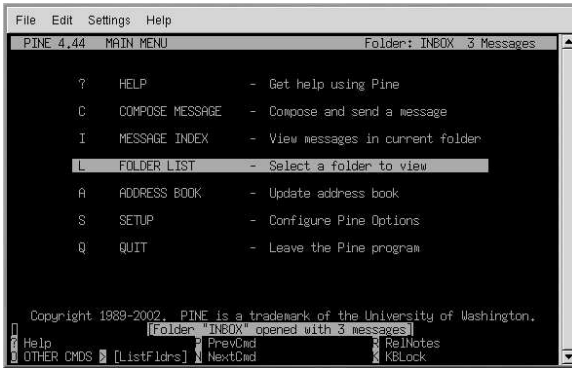 File Edit Settings Help
PINE 4.44 MAIN MENU Folder: INBOX 3 Messages
? HELP - Get help using Pine
C COMPOSE MESSAGE - Compose and send a message
I MESSAGE INDEX - View messages in current folder
L FOLDER LIST - Select a folder to view
A ADDRESS BOOK - Update address book
S SETUP - Configure Pine Options
Q QUIT - Leave the Pine program
Copyright 1989-2002. PINE is a trademark of the University of Washington.
[Folder "INBOX" opened with 3 messages]
? Help P PrevCmd R RelNotes
O OTHER CMDS > [ListFldrs] N NextCmd K KBLock